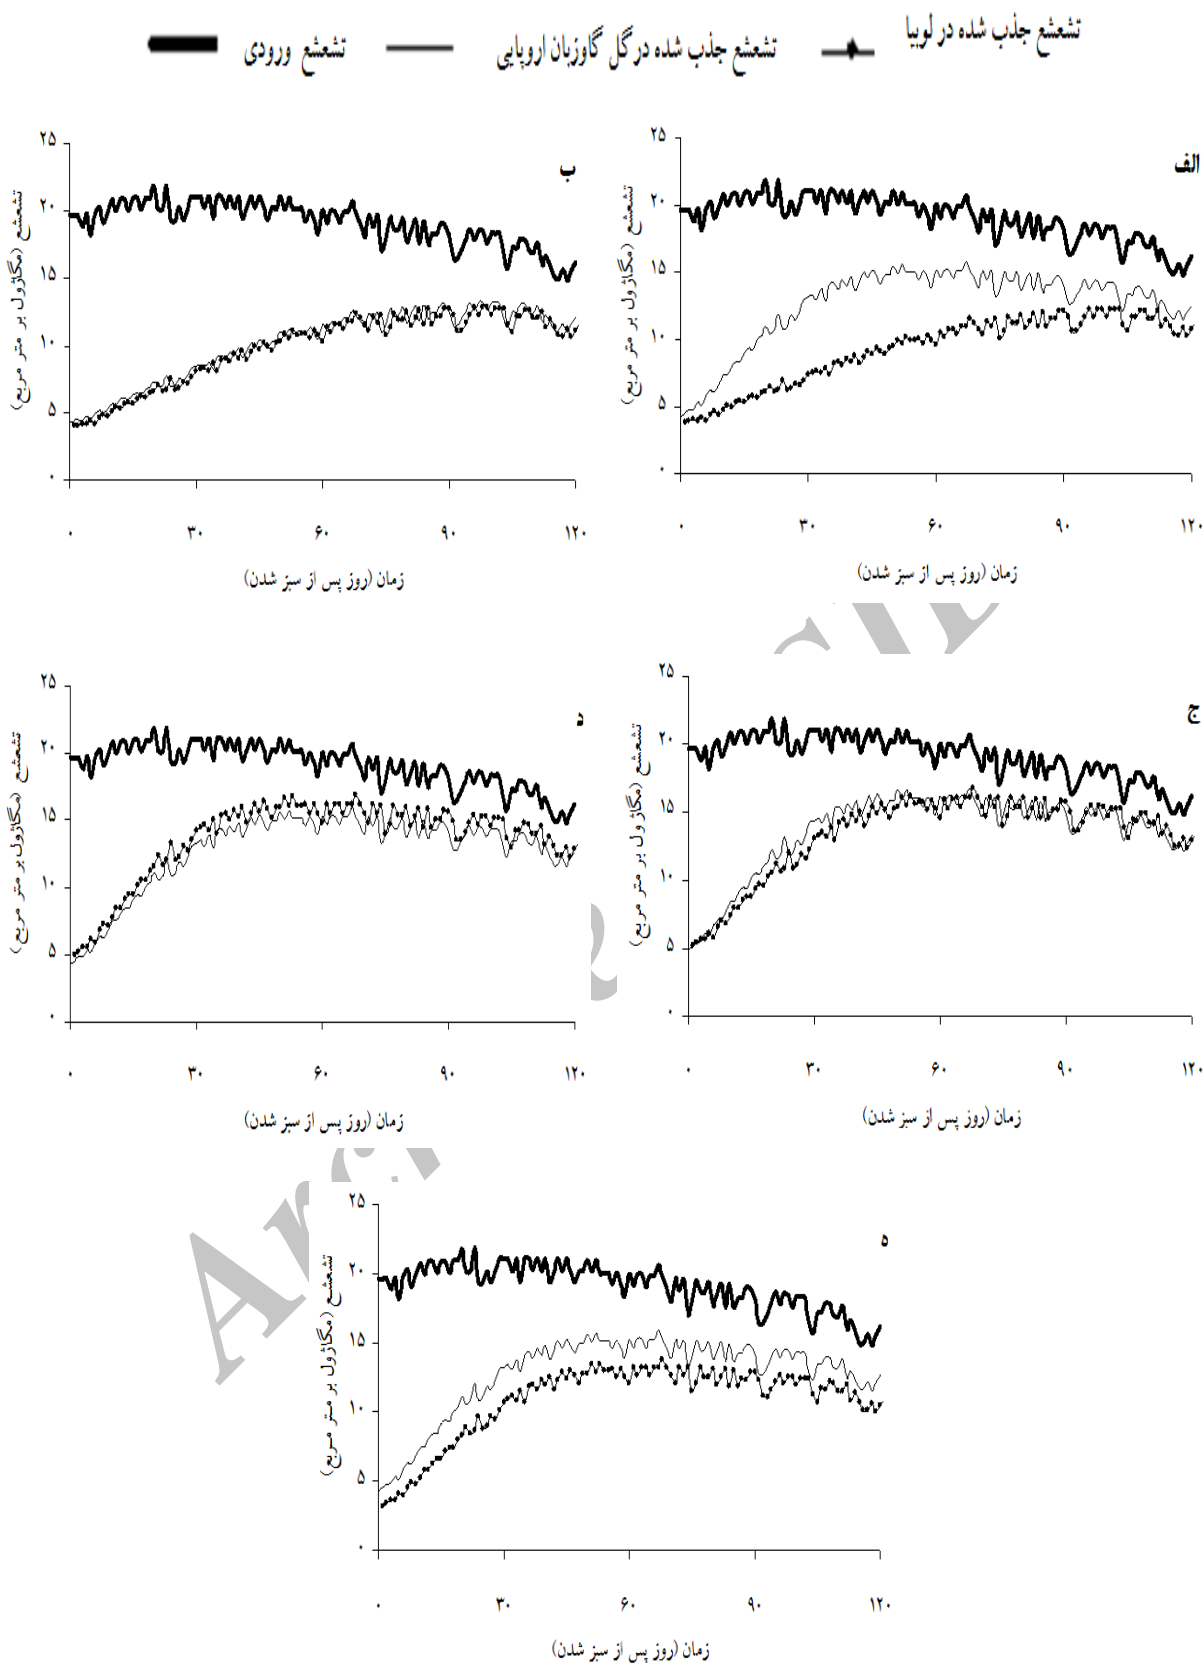 تشعشع جذب شده در لوبیا
تشعشع جذب شده در گل گاوزبان اروپایی
تشعشع ورودی
الف
تشعشع (مگاژول بر متر مربع)
۲۵
۲۰
۱۵
۱۰
۵
۰
۰ ۳۰ ۶۰ ۹۰ ۱۲۰
زمان (روز پس از سبز شدن)
ب
تشعشع (مگاژول بر متر مربع)
۲۵
۲۰
۱۵
۱۰
۵
۰
۰ ۳۰ ۶۰ ۹۰ ۱۲۰
زمان (روز پس از سبز شدن)
ج
تشعشع (مگاژول بر متر مربع)
۲۵
۲۰
۱۵
۱۰
۵
۰
۰ ۳۰ ۶۰ ۹۰ ۱۲۰
زمان (روز پس از سبز شدن)
د
تشعشع (مگاژول بر متر مربع)
۲۵
۲۰
۱۵
۱۰
۵
۰
۰ ۳۰ ۶۰ ۹۰ ۱۲۰
زمان (روز پس از سبز شدن)
ه
تشعشع (مگاژول بر متر مربع)
۲۵
۲۰
۱۵
۱۰
۵
۰
۰ ۳۰ ۶۰ ۹۰ ۱۲۰
زمان (روز پس از سبز شدن)